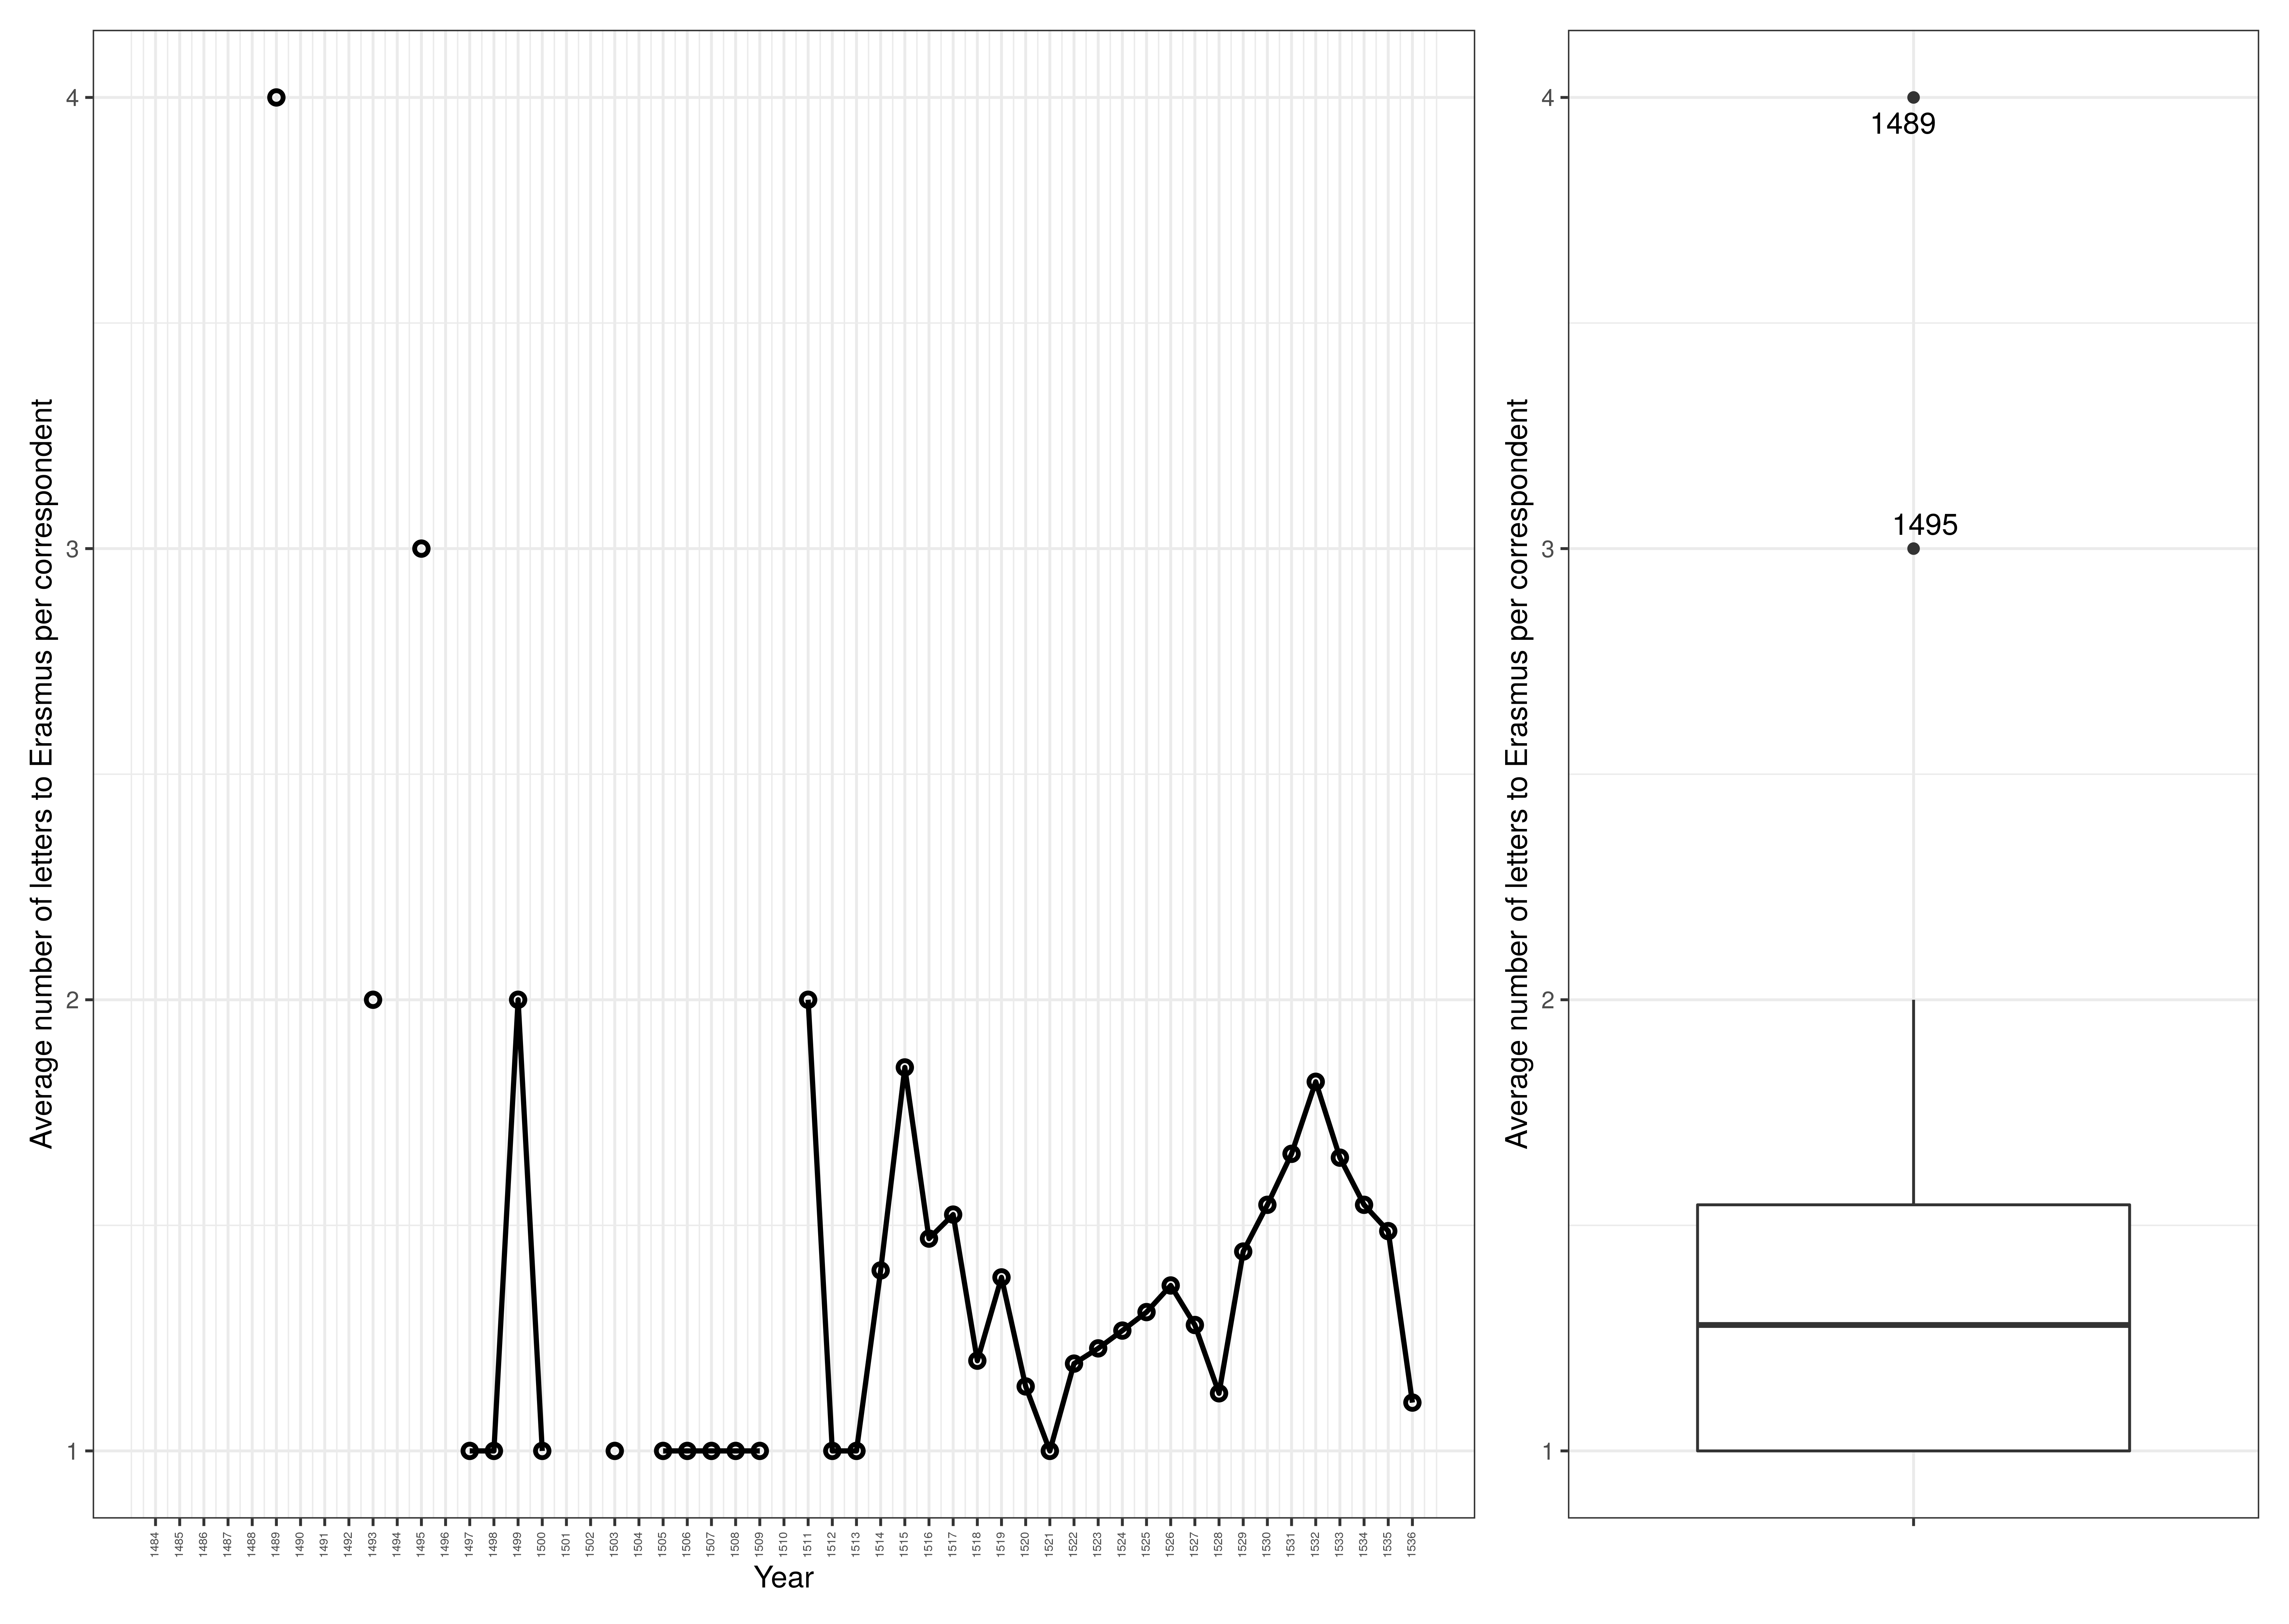 Average number of letters to Erasmus per correspondent
4
3
2
1
1484 1485 1486 1487 1488 1489 1490 1491 1492 1493 1494 1495 1496 1497 1498 1499 1500 1501 1502 1503 1504 1505 1506 1507 1508 1509 1510 1511 1512 1513 1514 1515 1516 1517 1518 1519 1520 1521 1522 1523 1524 1525 1526 1527 1528 1529 1530 1531 1532 1533 1534 1535 1536
Year
Average number of letters to Erasmus per correspondent
4
3
2
1
1489
1495